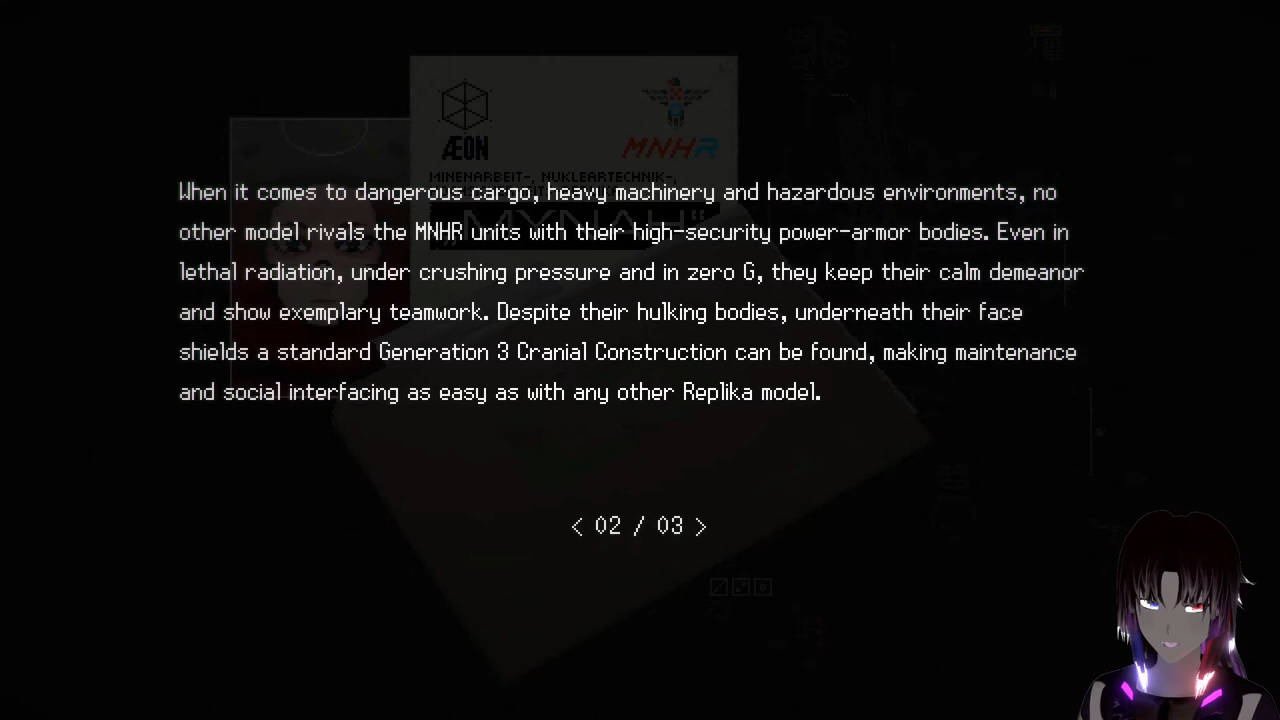 ÆON
MNHR
MINENARBEIT-, NUKLEARTECHNIK-,
„MYNAH“
When it comes to dangerous cargo, heavy machinery and hazardous environments, no
other model rivals the MNHR units with their high-security power-armor bodies. Even in
lethal radiation, under crushing pressure and in zero G, they keep their calm demeanor
and show exemplary teamwork. Despite their hulking bodies, underneath their face
shields a standard Generation 3 Cranial Construction can be found, making maintenance
and social interfacing as easy as with any other Replika model.
< 02 / 03 >